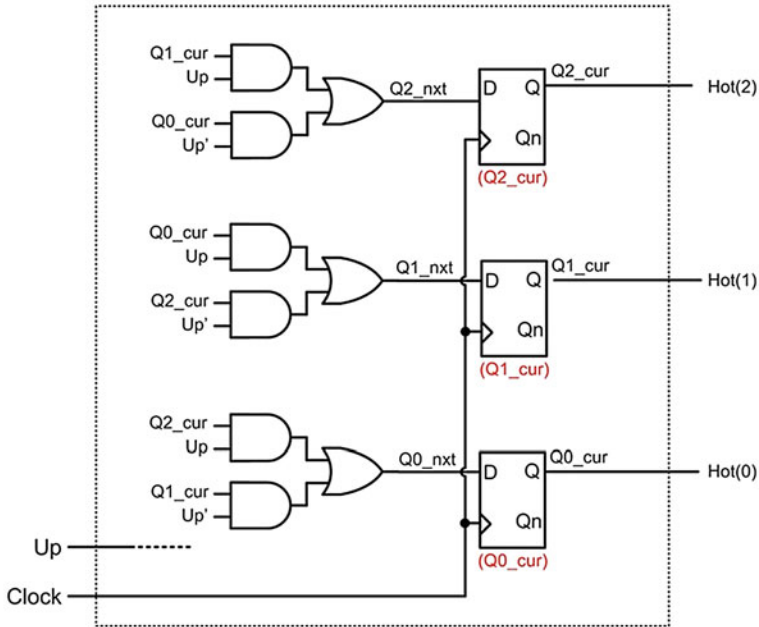 Q1_cur
Up
Q0_cur
Up'
Q2_nxt
D Q
Qn
(Q2_cur)
Q2_cur
Hot(2)
Q0_cur
Up
Q2_cur
Up'
Q1_nxt
D Q
Qn
(Q1_cur)
Q1_cur
Hot(1)
Q2_cur
Up
Q1_cur
Up'
Q0_nxt
D Q
Qn
(Q0_cur)
Q0_cur
Hot(0)
Up
Clock